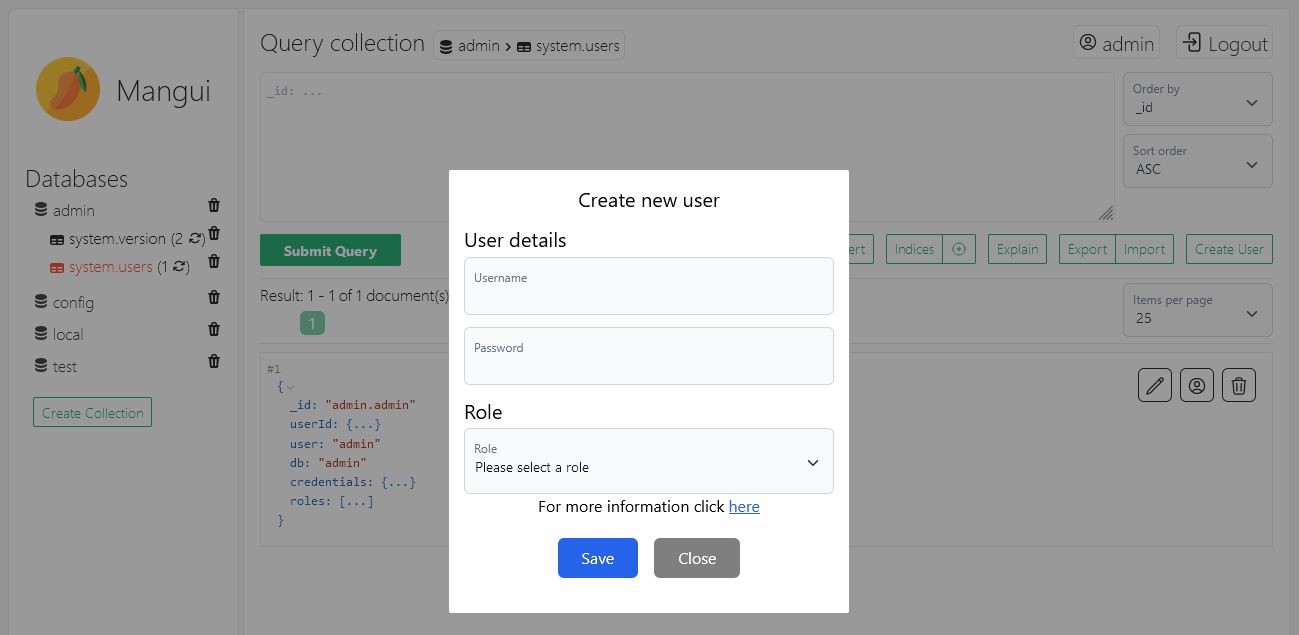 Mangui
Databases
admin
system.version (2
system.users (1
)
config
local
test
Create Collection
Query collection
admin > system.users
admin
Logout
_id: ...
Order by
_id
Sort order
ASC
Submit Query
Indices
Explain
Export
Import
Create User
Result: 1 - 1 of 1 document(s)
1
Items per page
25
#1
{
_id: "admin.admin"
userId: {...}
user: "admin"
db: "admin"
credentials: {...}
roles: [...]
}
Create new user
User details
Username
Password
Role
Role
Please select a role
For more information click here
Save
Close